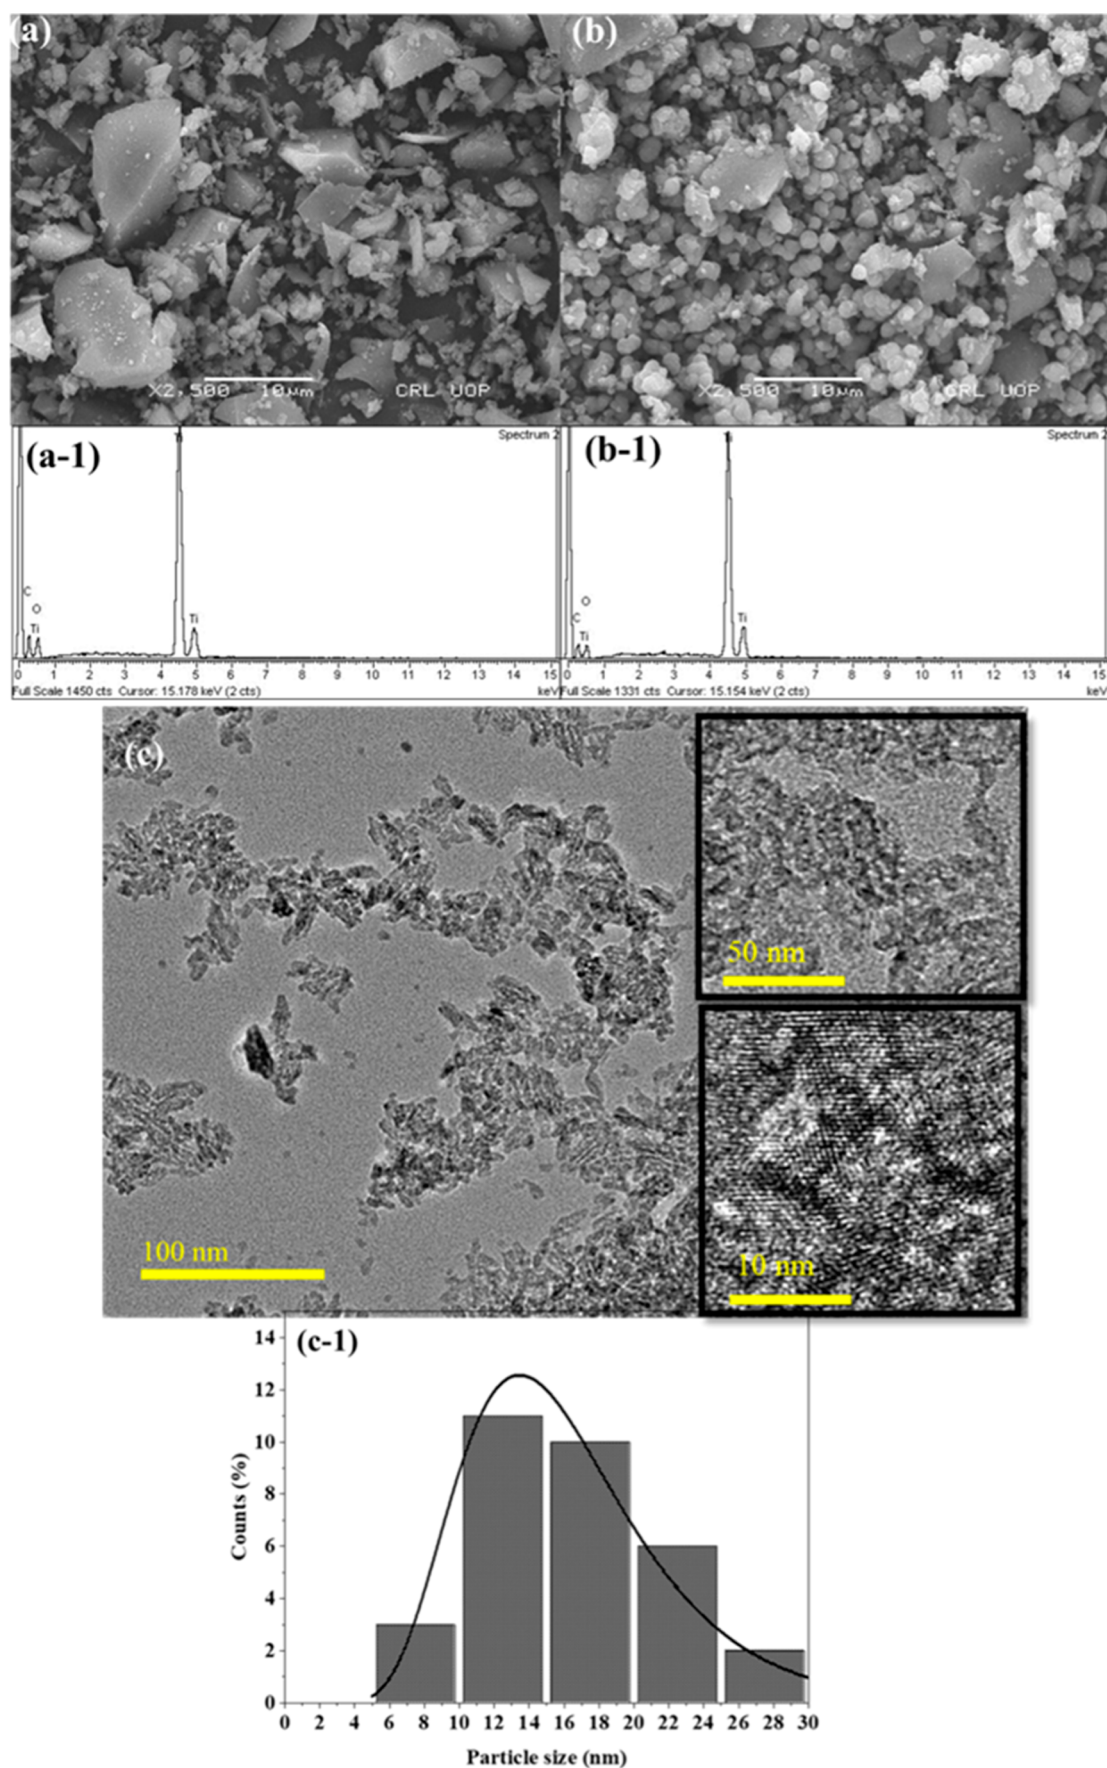 (a)
(b)
X2,500 10µm CRL UOP
X2,500 10µm CRL UOP
(a-1)
Spectrum 2
Ti
C
O
Ti
Ti
0 1 2 3 4 5 6 7 8 9 10 11 12 13 14 15
Full Scale 1450 cts Cursor: 15.178 keV (2 cts) keV
(b-1)
Spectrum 2
O
C
Ti
Ti
0 1 2 3 4 5 6 7 8 9 10 11 12 13 14 15
Full Scale 1331 cts Cursor: 15.154 keV (2 cts) keV
(c)
100 nm
50 nm
10 nm
(c-1)
Counts (%)
14
12
10
8
6
4
2
0
0 2 4 6 8 10 12 14 16 18 20 22 24 26 28 30
Particle size (nm)